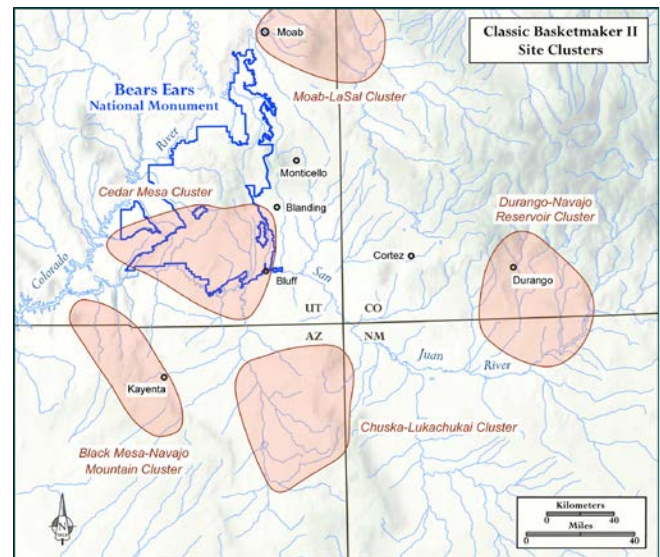 Classic Basketmaker II
Site Clusters
Moab
Bears Ears
National Monument
Moab-LaSal Cluster
River
Monticello
Cedar Mesa Cluster
Blanding
Durango-Navajo
Reservoir Cluster
Cortez
Durango
Colorado
Bluff
San
UT
CO
AZ
NM
Juan
River
Kayenta
Chuska-Lukachukai Cluster
Black Mesa-Navajo
Mountain Cluster
N
Kilometers
0
40
Miles
0
40